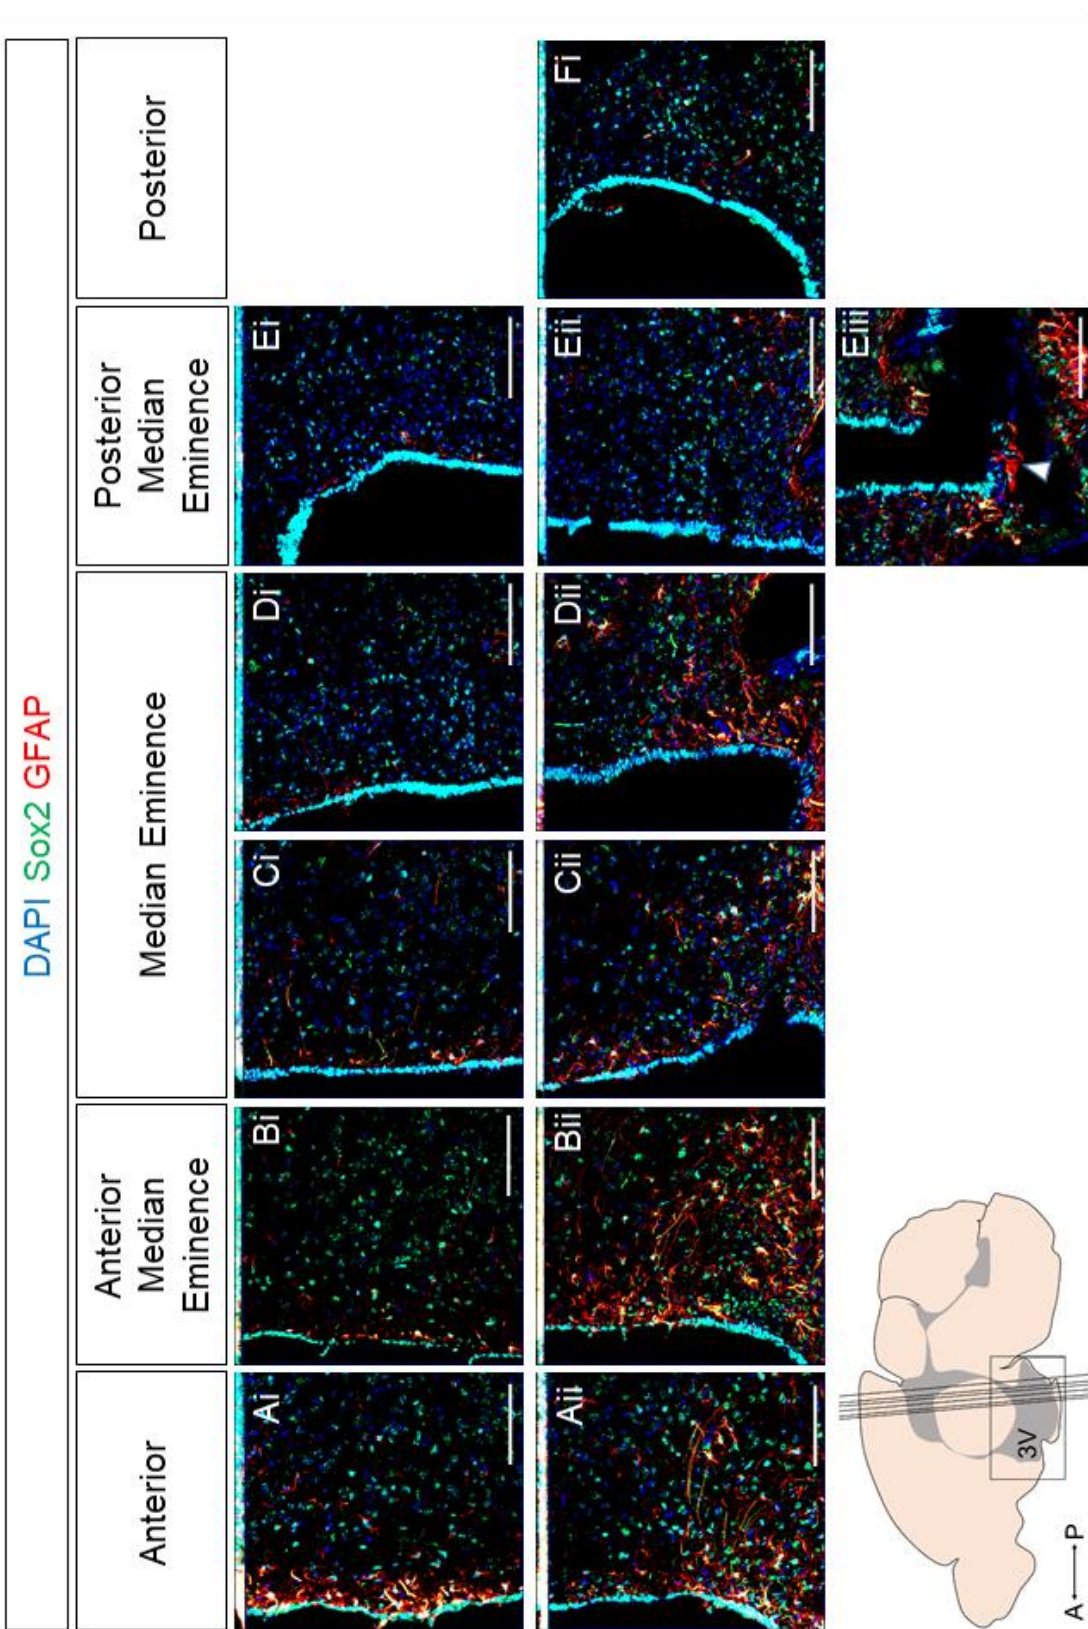 DAPI Sox2 GFAP
Anterior
Anterior
Median
Eminence
Median Eminence
Posterior
Median
Eminence
Posterior
Ai
Bi
Ci
Di
Ei
Aii
Bii
Cii
Dii
Eii
Fi
Eiii
3V
A
P